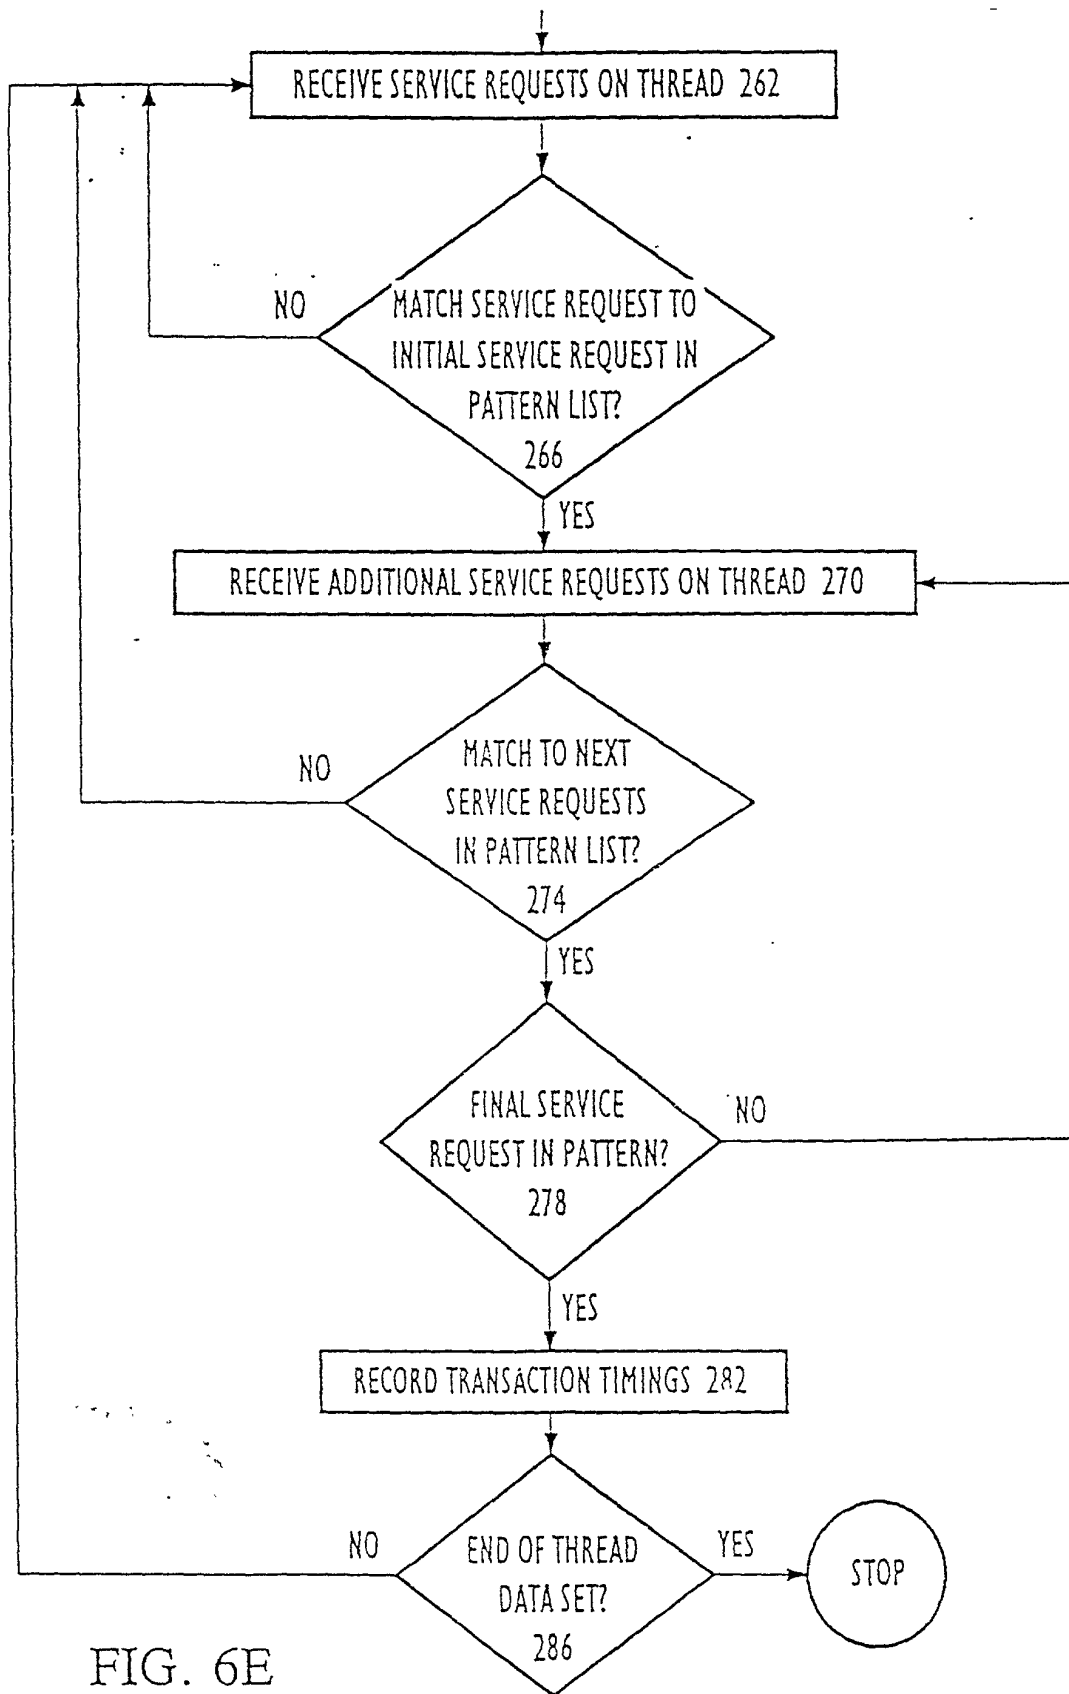 RECEIVE SERVICE REQUESTS ON THREAD 262
NO
MATCH SERVICE REQUEST TO
INITIAL SERVICE REQUEST IN
PATTERN LIST?
266
YES
RECEIVE ADDITIONAL SERVICE REQUESTS ON THREAD 270
NO
MATCH TO NEXT
SERVICE REQUESTS
IN PATTERN LIST?
274
YES
FINAL SERVICE
REQUEST IN PATTERN?
278
NO
YES
RECORD TRANSACTION TIMINGS 282
NO
END OF THREAD
DATA SET?
286
YES
STOP
FIG. 6E